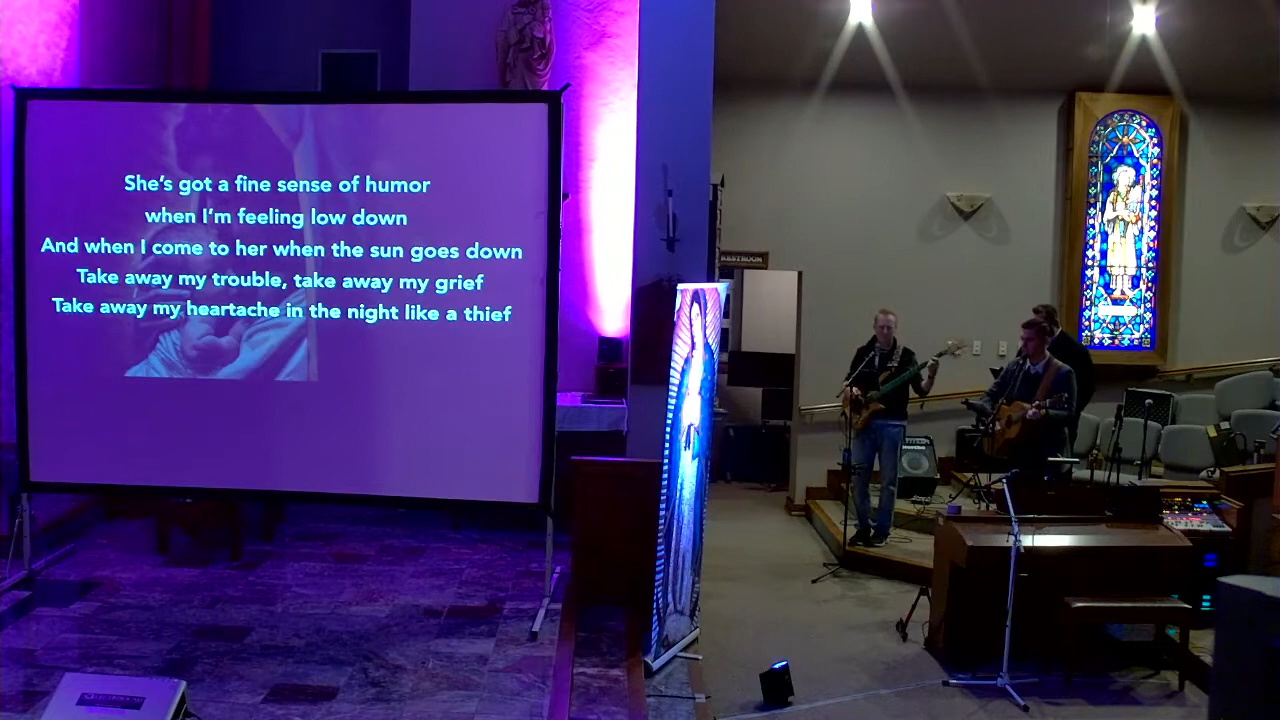 She's got a fine sense of humor
when I'm feeling low down
And when I come to her when the sun goes down
Take away my trouble, take away my grief
Take away my heartache in the night like a thief
RESTROOM